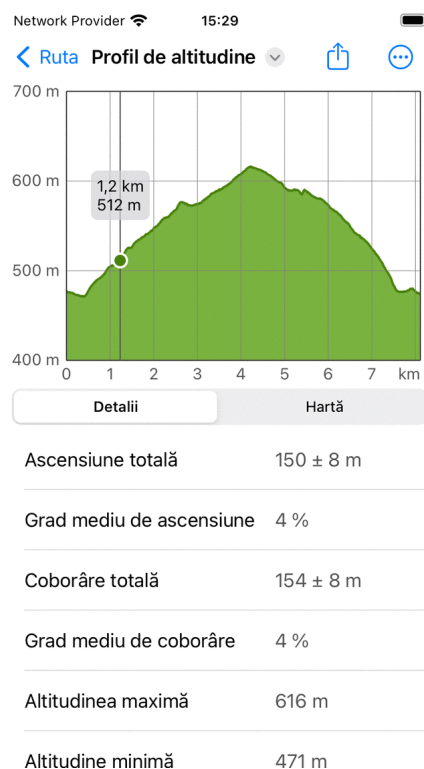 Network Provider 15:29
Ruta Profil de altitudine
700 m
1,2 km
512 m
600 m
500 m
400 m
0 1 2 3 4 5 6 7 km
Detalii Hartă
Ascensiune totală 150 ± 8 m
Grad mediu de ascensiune 4 %
Coborâre totală 154 ± 8 m
Grad mediu de coborâre 4 %
Altitudinea maximă 616 m
Altitudine minimă 471 m